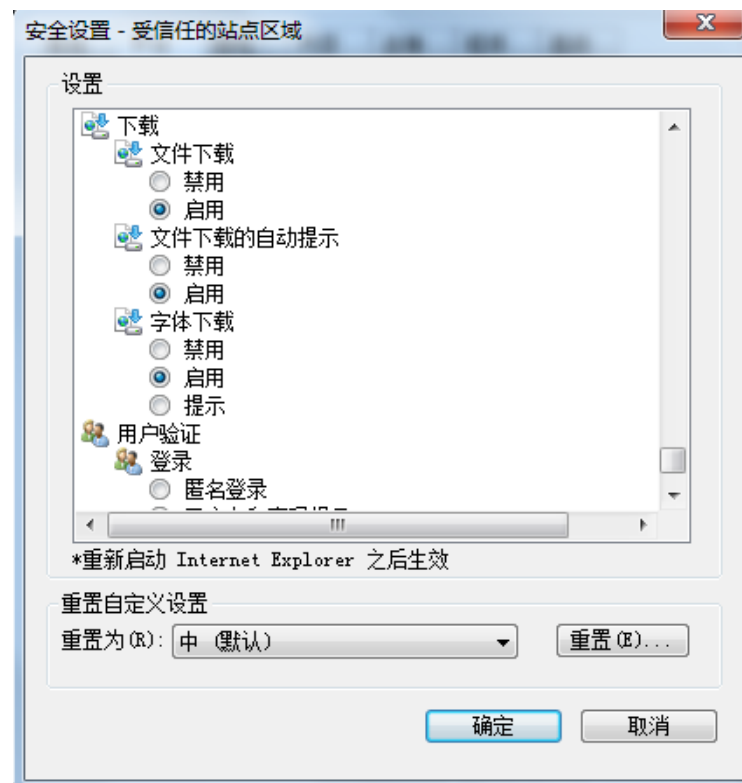 安全设置 - 受信任的站点区域
设置
下载
文件下载
禁用
启用
文件下载的自动提示
禁用
启用
字体下载
禁用
启用
提示
用户验证
登录
匿名登录
*重新启动 Internet Explorer 之后生效
重置自定义设置
重置为(R): 中 (默认) 重置(E)...
确定 取消